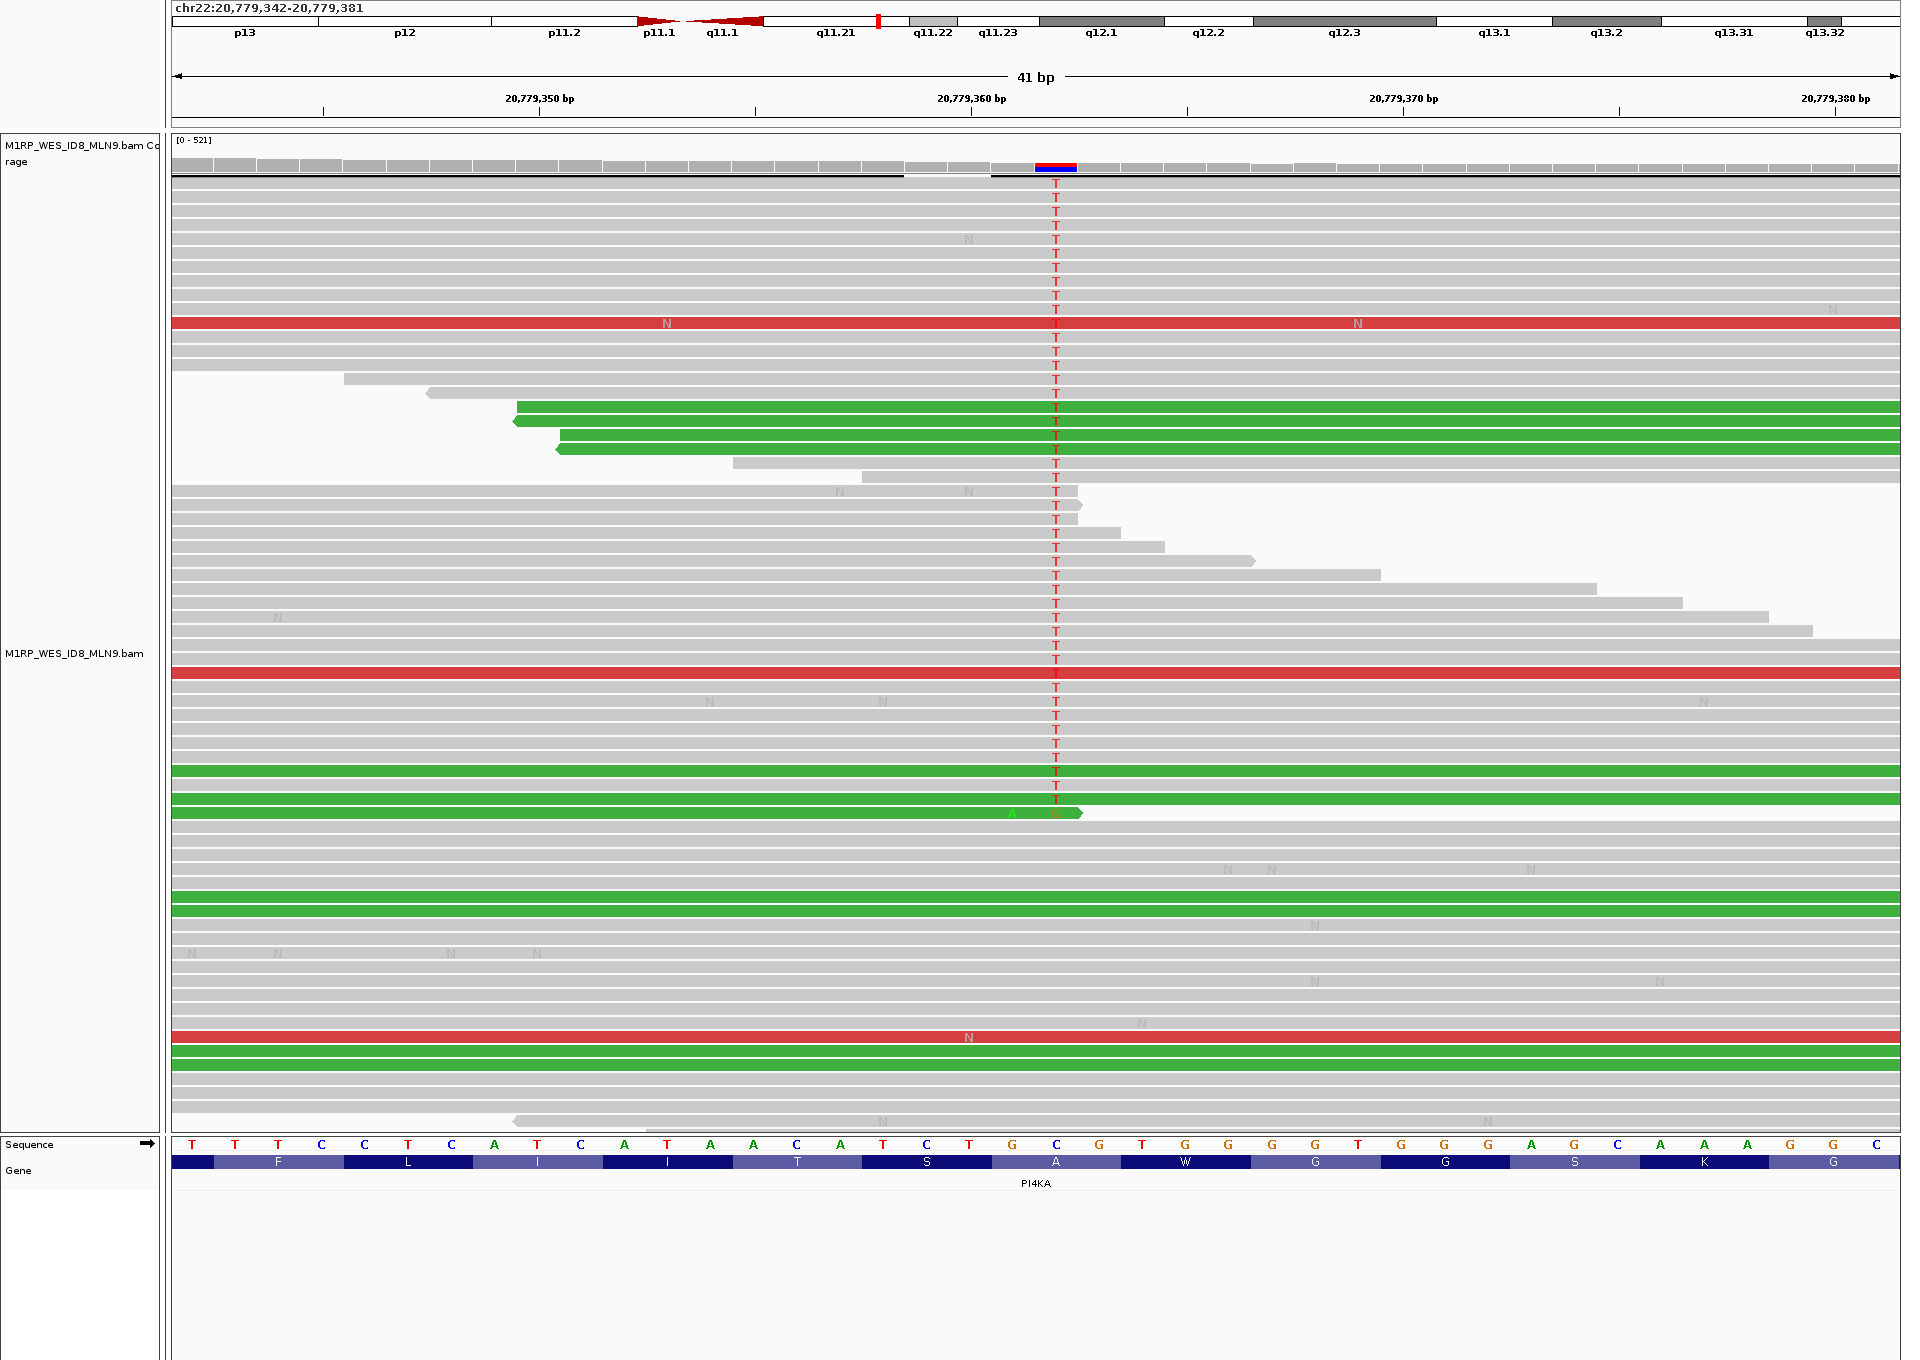 chr22:20,779,342-20,779,381
p13 p12 p11.2 p11.1 q11.1 q11.21 q11.22 q11.23 q12.1 q12.2 q12.3 q13.1 q13.2 q13.31 q13.32
41 bp
20,779,350 bp 20,779,360 bp 20,779,370 bp 20,779,380 bp
M1RP_WES_ID8_MLN9.bam Co
rage
[0 - 521]
T
T
T
T
N T
T
T
T
T
T N
N T N
T
T
T
T
T
T
T
T
T
T
T
N N T
T
T
T
T
T
T
T
T
N T
T
T
M1RP_WES_ID8_MLN9.bam
T
T
T
N N T N
T
T
T
T
T
T
T
A
N N N
N
N N N N
N N
N
N
N N
Sequence
T T T C C T C A T C A T A A C A T C T G C G T G G G G T G G G A G C A A A G G C
F L I I T S A W G G S K G
Gene
PI4KA